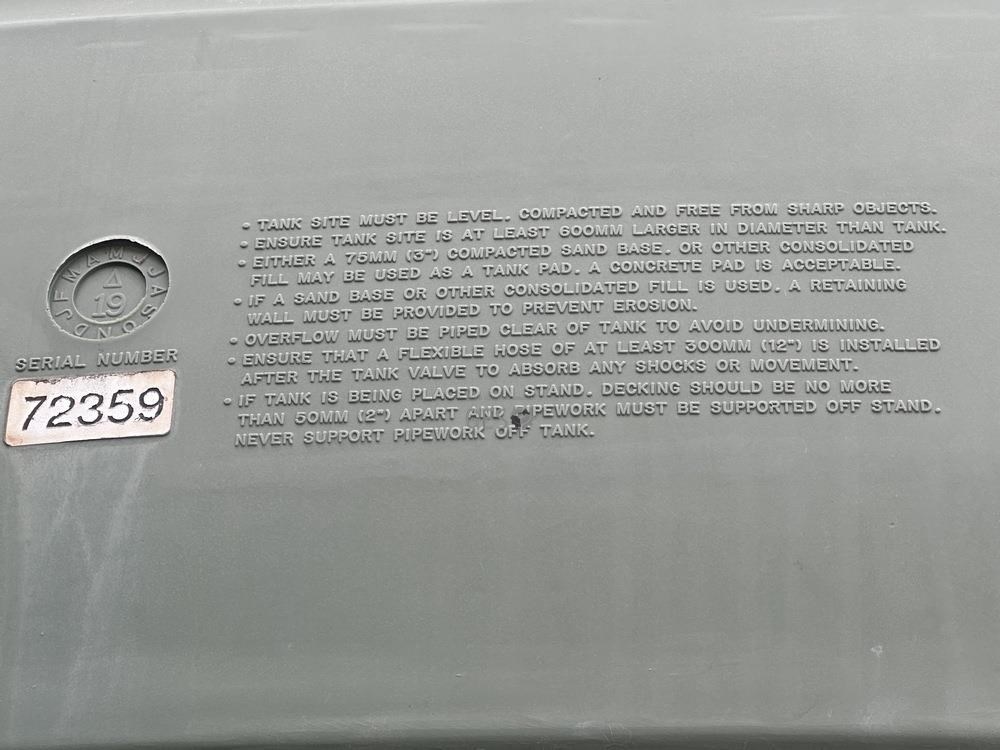 J F M A M J J A S O N D
19
SERIAL NUMBER
72359
• TANK SITE MUST BE LEVEL. COMPACTED AND FREE FROM SHARP OBJECTS.
• ENSURE TANK SITE IS AT LEAST 600MM LARGER IN DIAMETER THAN TANK.
• EITHER A 75MM (3") COMPACTED SAND BASE. OR OTHER CONSOLIDATED
FILL MAY BE USED AS A TANK PAD. A CONCRETE PAD IS ACCEPTABLE.
• IF A SAND BASE OR OTHER CONSOLIDATED FILL IS USED. A RETAINING
WALL MUST BE PROVIDED TO PREVENT EROSION.
• OVERFLOW MUST BE PIPED CLEAR OF TANK TO AVOID UNDERMINING.
• ENSURE THAT A FLEXIBLE HOSE OF AT LEAST 300MM (12") IS INSTALLED
AFTER THE TANK VALVE TO ABSORB ANY SHOCKS OR MOVEMENT.
• IF TANK IS BEING PLACED ON STAND. DECKING SHOULD BE NO MORE
THAN 50MM (2") APART AND PIPEWORK MUST BE SUPPORTED OFF STAND.
NEVER SUPPORT PIPEWORK OFF TANK.